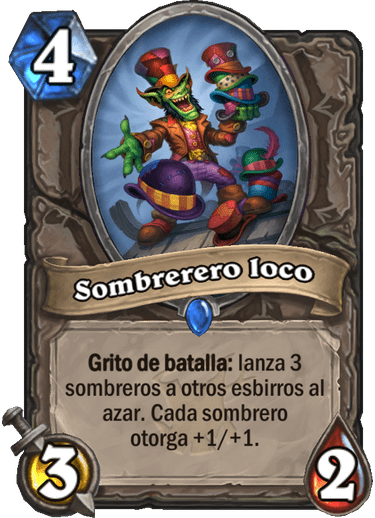 4
Sombrerero loco
Grito de batalla: lanza 3
sombreros a otros esbirros al
azar. Cada sombrero
otorga +1/+1.
3
2